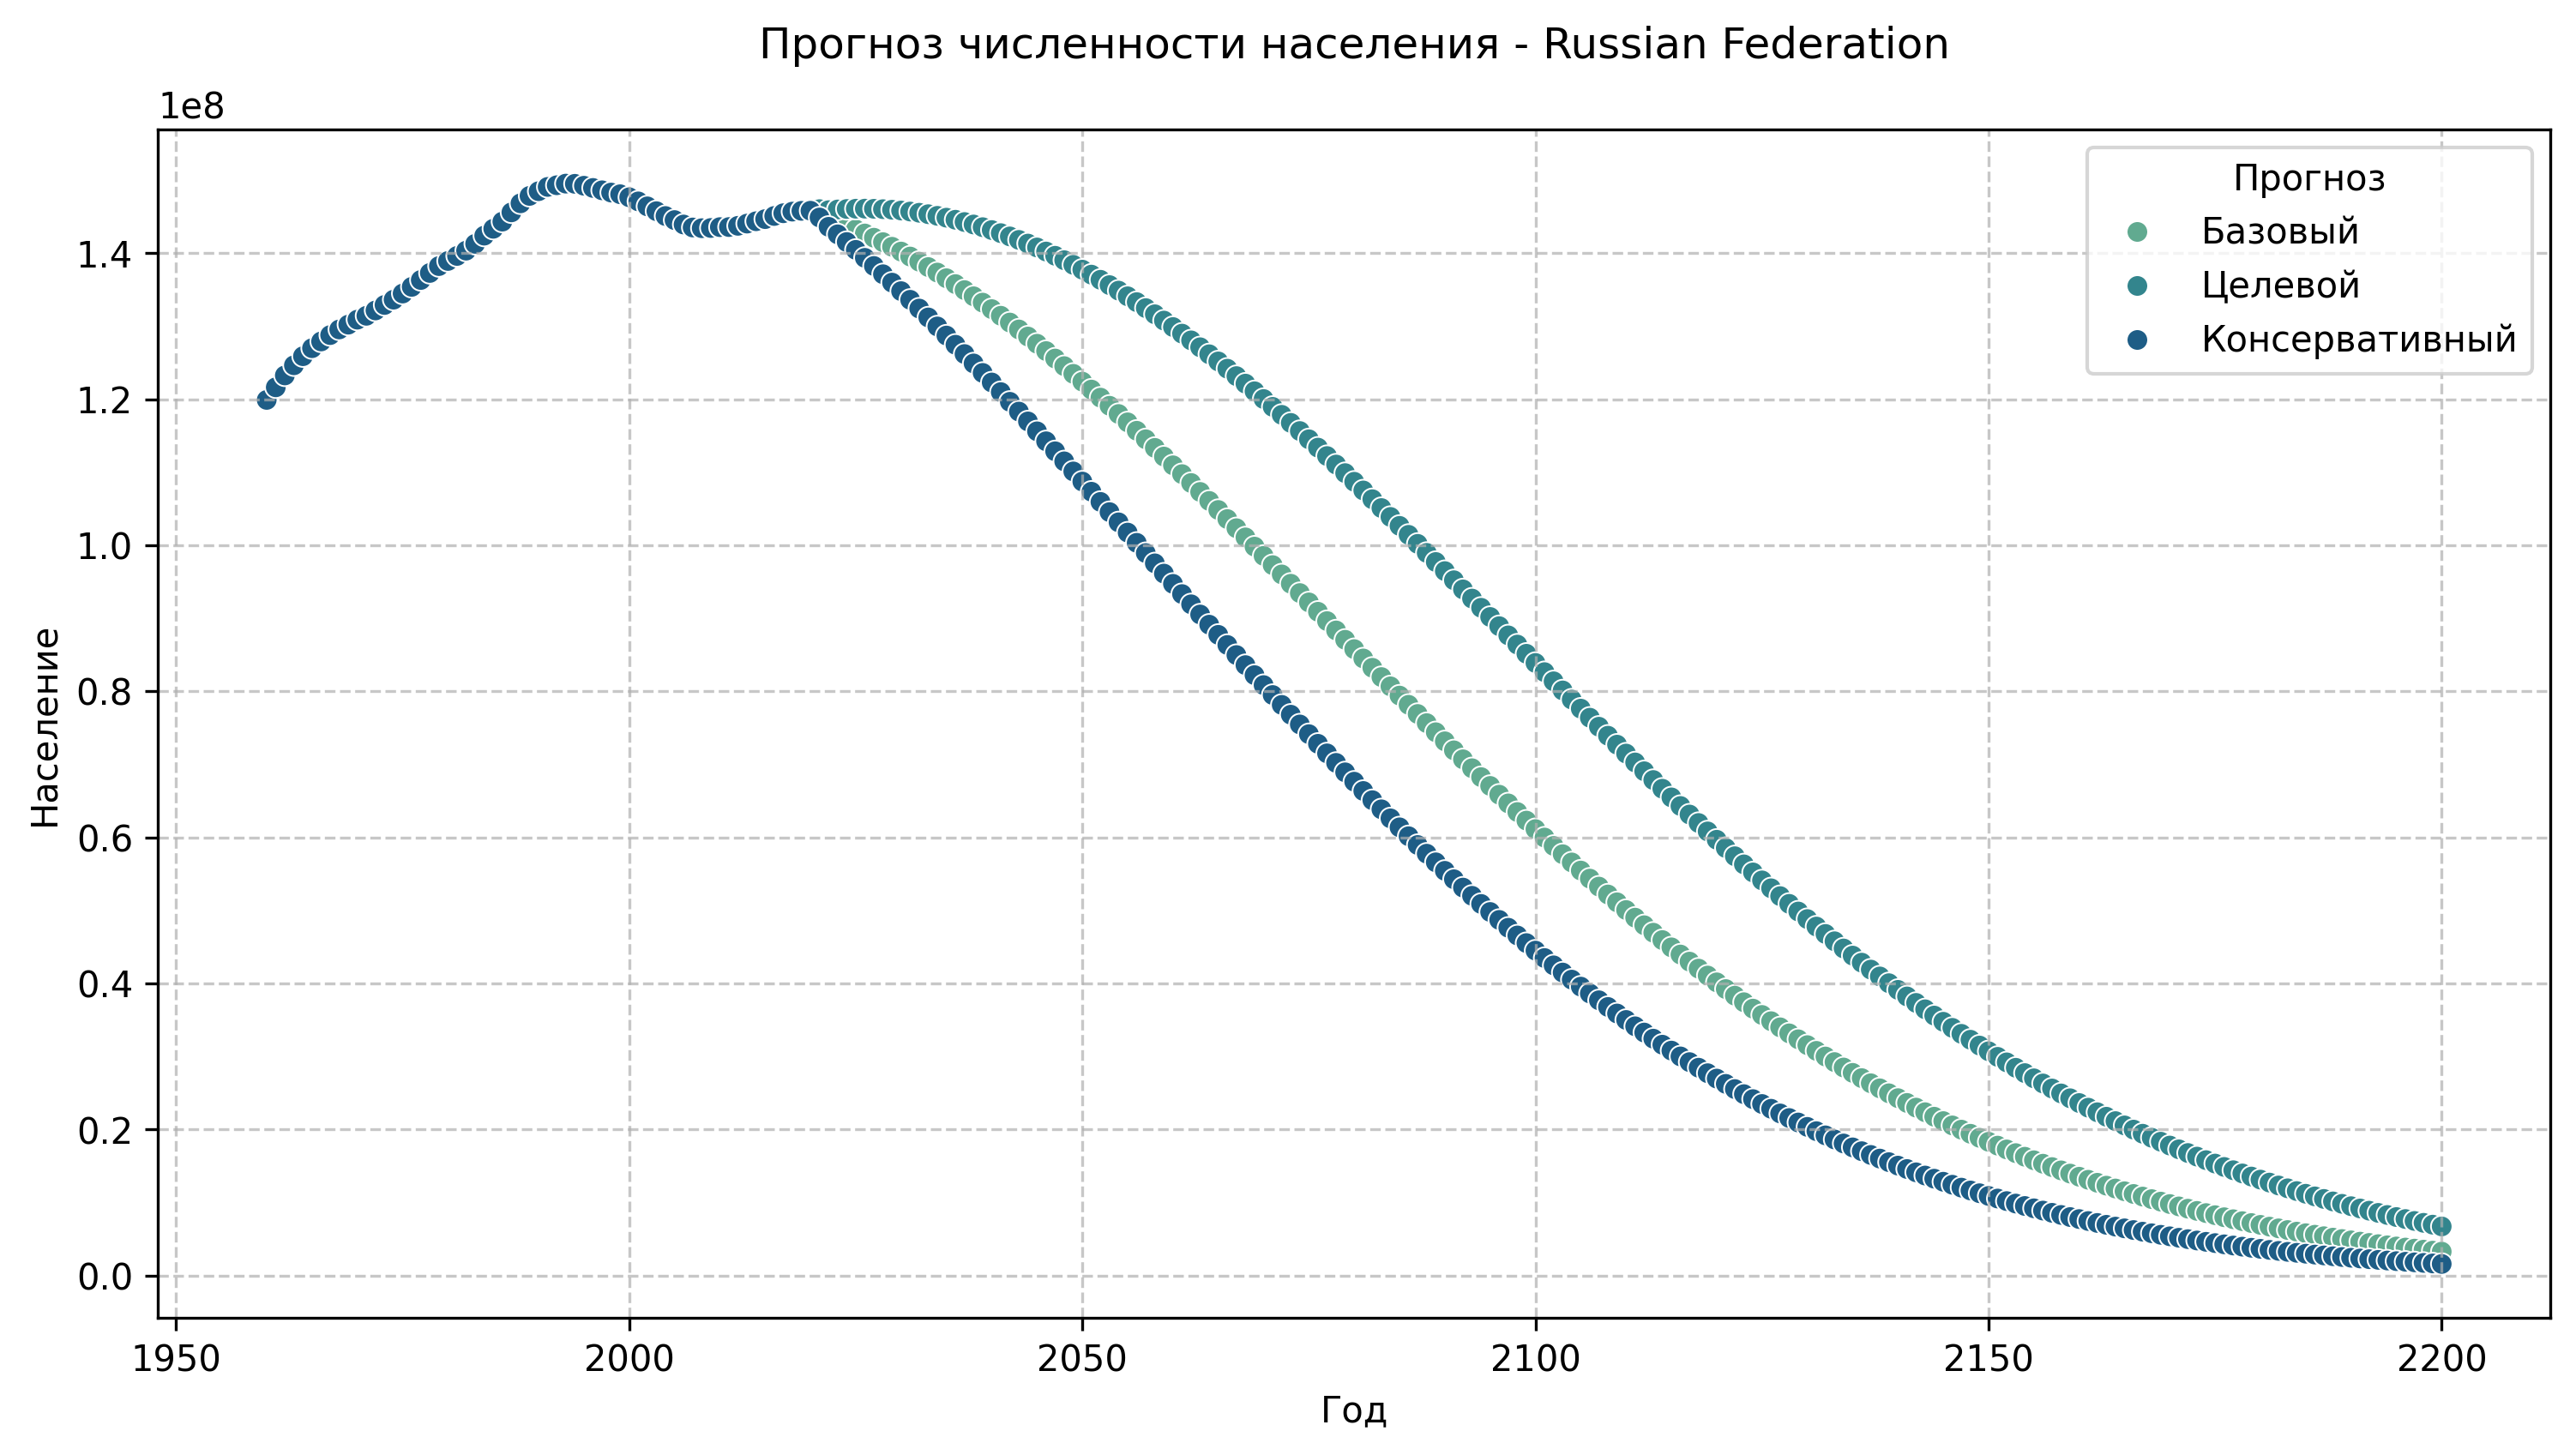 Прогноз численности населения - Russian Federation
1e8
Прогноз
Базовый
Целевой
Консервативный
1.4
1.2
1.0
0.8
0.6
0.4
0.2
0.0
Население
1950 2000 2050 2100 2150 2200
Год